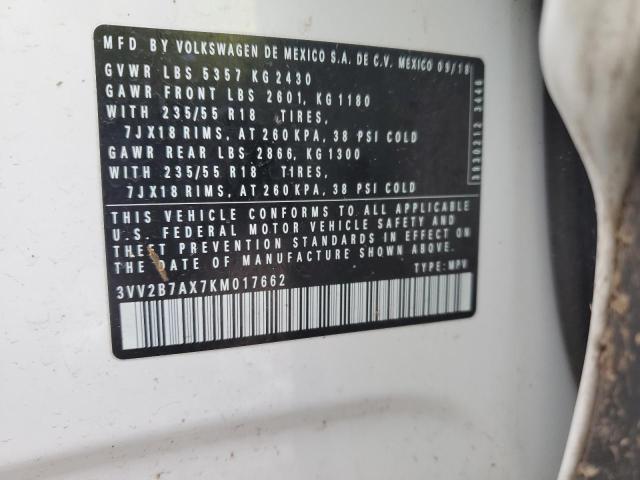 MFD BY VOLKSWAGEN DE MEXICO S.A. DE C.V. MÉXICO 09/18
GVWR LBS 5357 KG 2430
GAWR FRONT LBS 2601, KG 1180
WITH 235/55 R18 TIRES,
7JX18 RIMS, AT 260 KPA, 38 PSI COLD
GAWR REAR LBS 2866, KG 1300
WITH 235/55 R18 TIRES,
7JX18 RIMS, AT 260 KPA, 38 PSI COLD
THIS VEHICLE CONFORMS TO ALL APPLICABLE
U.S. FEDERAL MOTOR VEHICLE SAFETY AND
THEFT PREVENTION STANDARDS IN EFFECT ON
THE DATE OF MANUFACTURE SHOWN ABOVE.
3VV2B7AX7KM017662 TYPE: MPV
3830212 3448